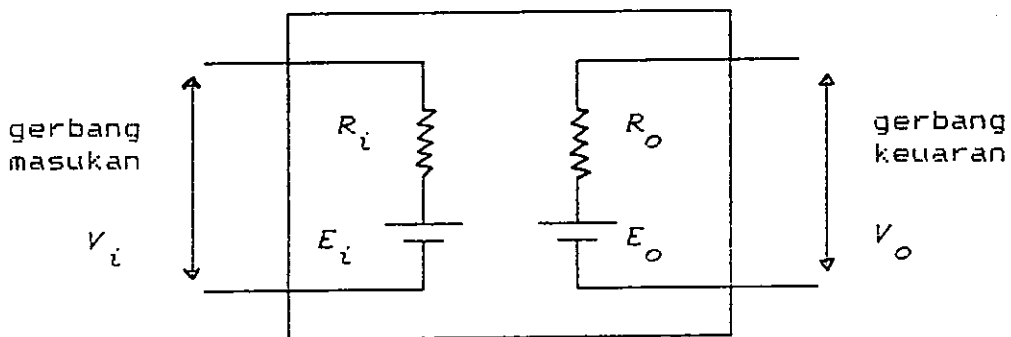 gerbang
masukan
V_i
R_i
E_i
R_o
E_o
gerbang
keuaran
V_o